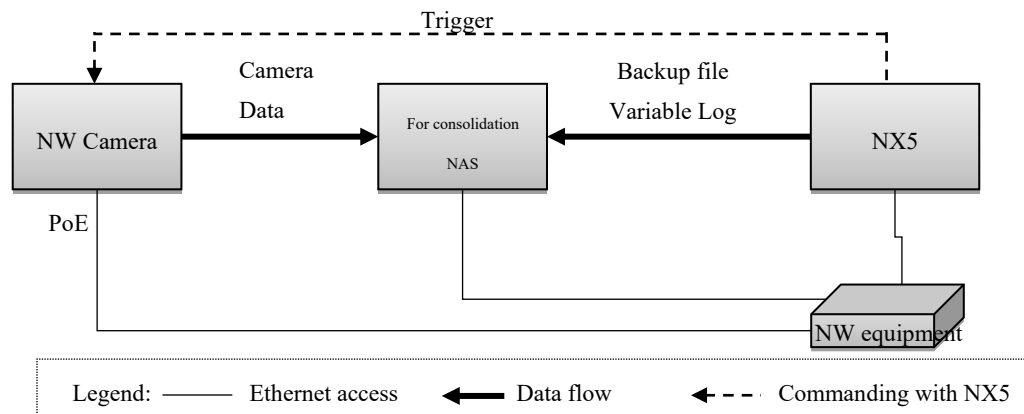 Trigger
Camera
Data
Backup file
Variable Log
NW Camera
For consolidation
NAS
NX5
PoE
NW equipment
Legend:
Ethernet access
Data flow
Commanding with NX5